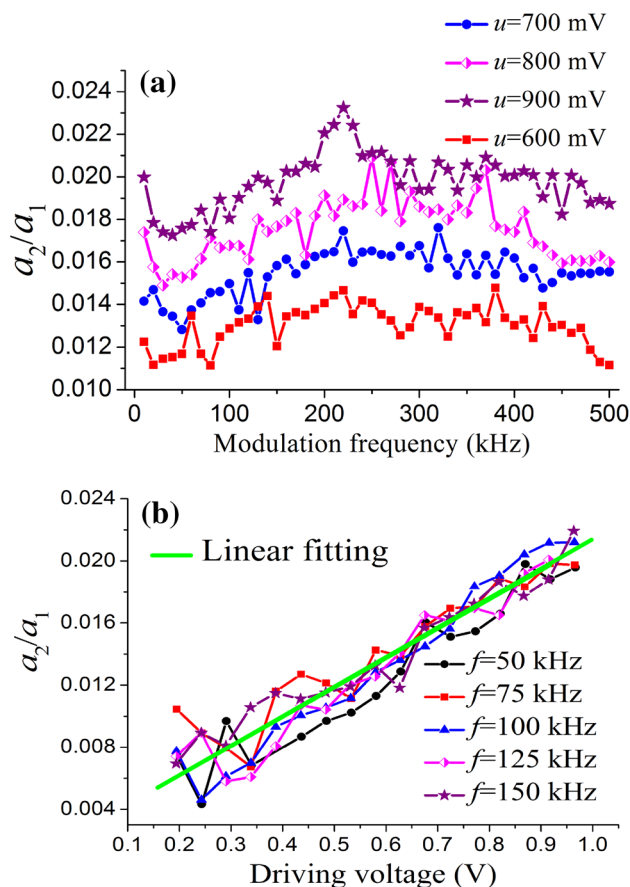 u=700 mV
u=800 mV
u=900 mV
u=600 mV
(a)
0.024
0.022
0.020
0.018
0.016
0.014
0.012
0.010
a2/a1
0 100 200 300 400 500
Modulation frequency (kHz)
(b)
Linear fitting
0.024
0.020
0.016
0.012
0.008
0.004
a2/a1
f=50 kHz
f=75 kHz
f=100 kHz
f=125 kHz
f=150 kHz
0.1 0.2 0.3 0.4 0.5 0.6 0.7 0.8 0.9 1.0
Driving voltage (V)